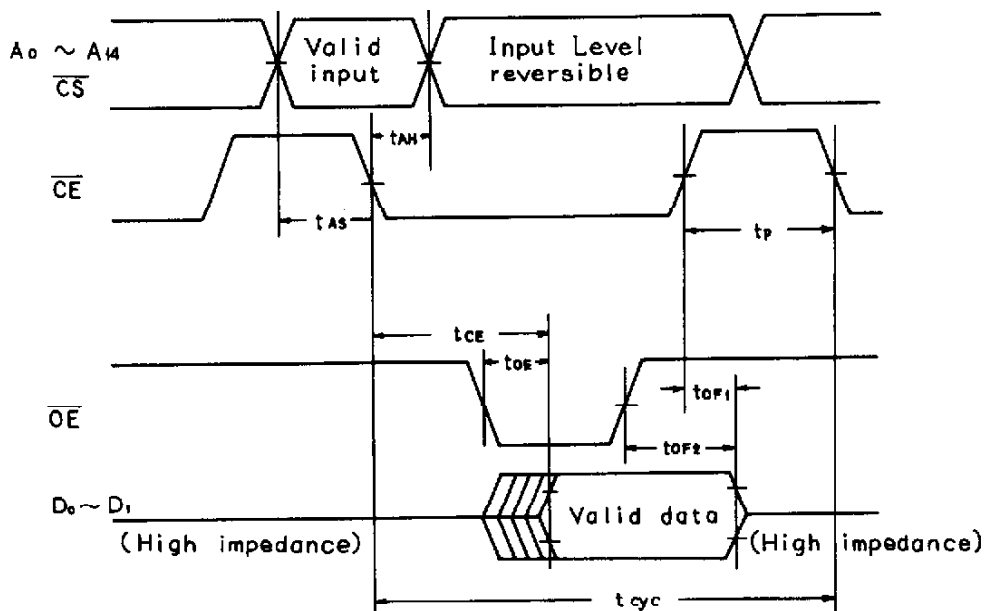 A0 ~ A14
CS
Valid input
Input Level reversible
tAH
CE
tAS
tP
tCE
tOE
tOF1
OE
tOF2
D0 ~ D1
Valid data
(High impedance)
(High impedance)
tcyc